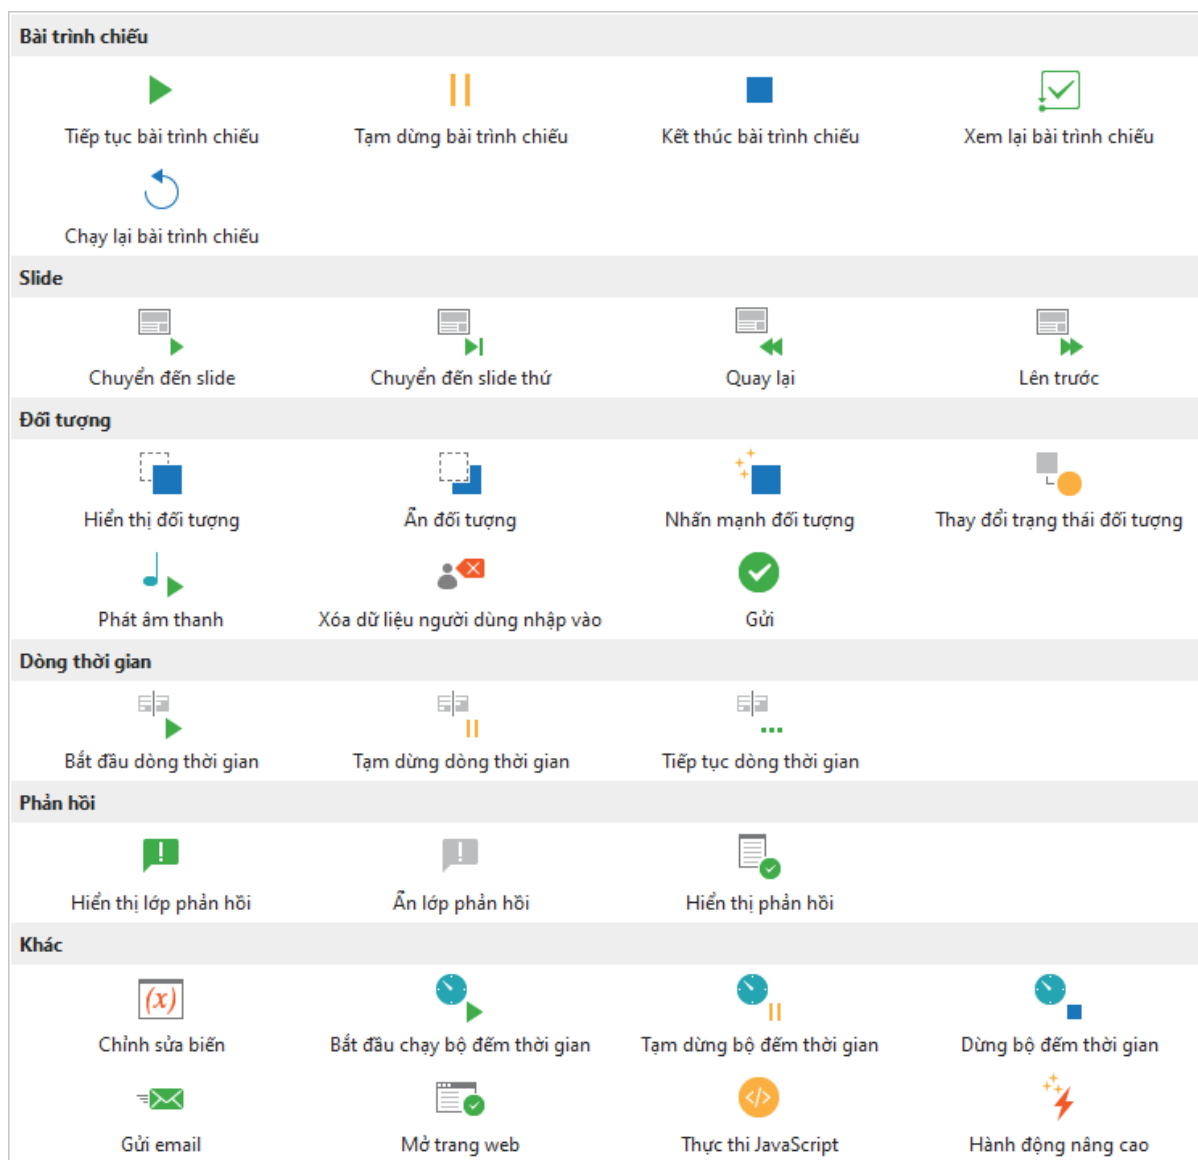 Bài trình chiếu
Tiếp tục bài trình chiếu
Tạm dừng bài trình chiếu
Kết thúc bài trình chiếu
Xem lại bài trình chiếu
Chạy lại bài trình chiếu
Slide
Chuyển đến slide
Chuyển đến slide thứ
Quay lại
Lên trước
Đối tượng
Hiển thị đối tượng
Ẩn đối tượng
Nhấn mạnh đối tượng
Thay đổi trạng thái đối tượng
Phát âm thanh
Xóa dữ liệu người dùng nhập vào
Gửi
Dòng thời gian
Bắt đầu dòng thời gian
Tạm dừng dòng thời gian
Tiếp tục dòng thời gian
Phản hồi
!
!
Hiển thị lớp phản hồi
Ẩn lớp phản hồi
Hiển thị phản hồi
Khác
(x)
Chỉnh sửa biến
Bắt đầu chạy bộ đếm thời gian
Tạm dừng bộ đếm thời gian
Dừng bộ đếm thời gian
</>
Gửi email
Mở trang web
Thực thi JavaScript
Hành động nâng cao